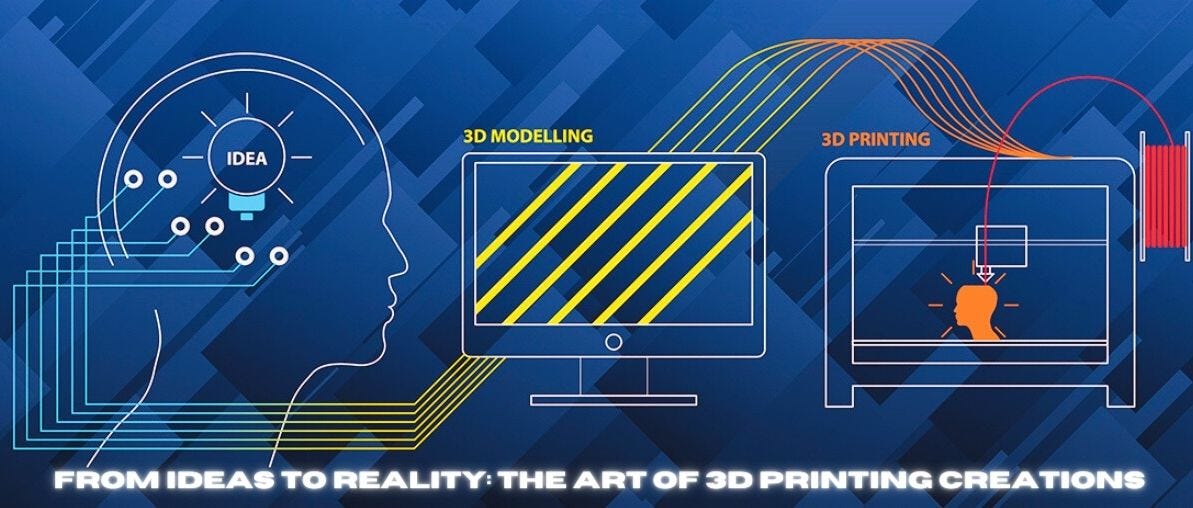 IDEA
3D MODELLING
3D PRINTING
FROM IDEAS TO REALITY: THE ART OF 3D PRINTING CREATIONS